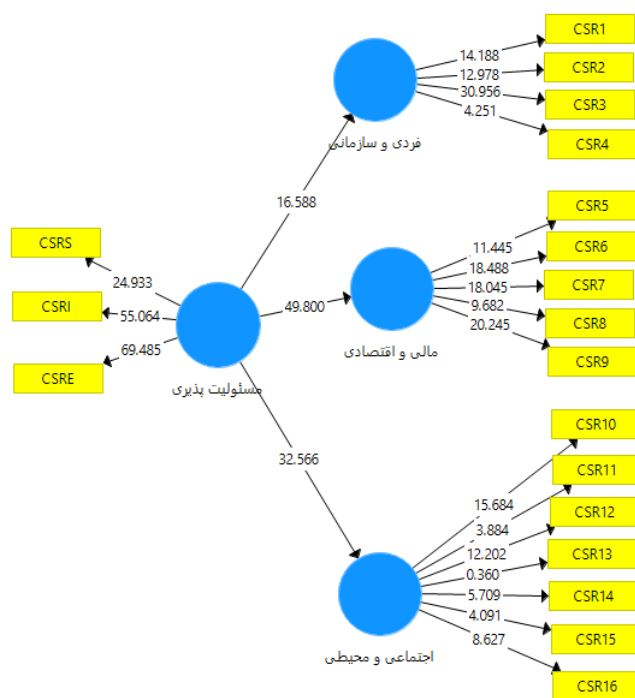 CSR1
14.188
CSR2
12.978
CSR3
30.956
CSR4
4.251
فردی و سازمانی
16.588
CSR5
11.445
CSR6
18.488
CSR7
18.045
CSR8
9.682
CSR9
20.245
مالی و اقتصادی
49.800
CSRS
24.933
CSRI
55.064
CSRE
69.485
مسئولیت پذیری
32.566
CSR10
15.684
CSR11
3.884
CSR12
12.202
CSR13
0.360
CSR14
5.709
CSR15
4.091
CSR16
8.627
اجتماعی و محیطی